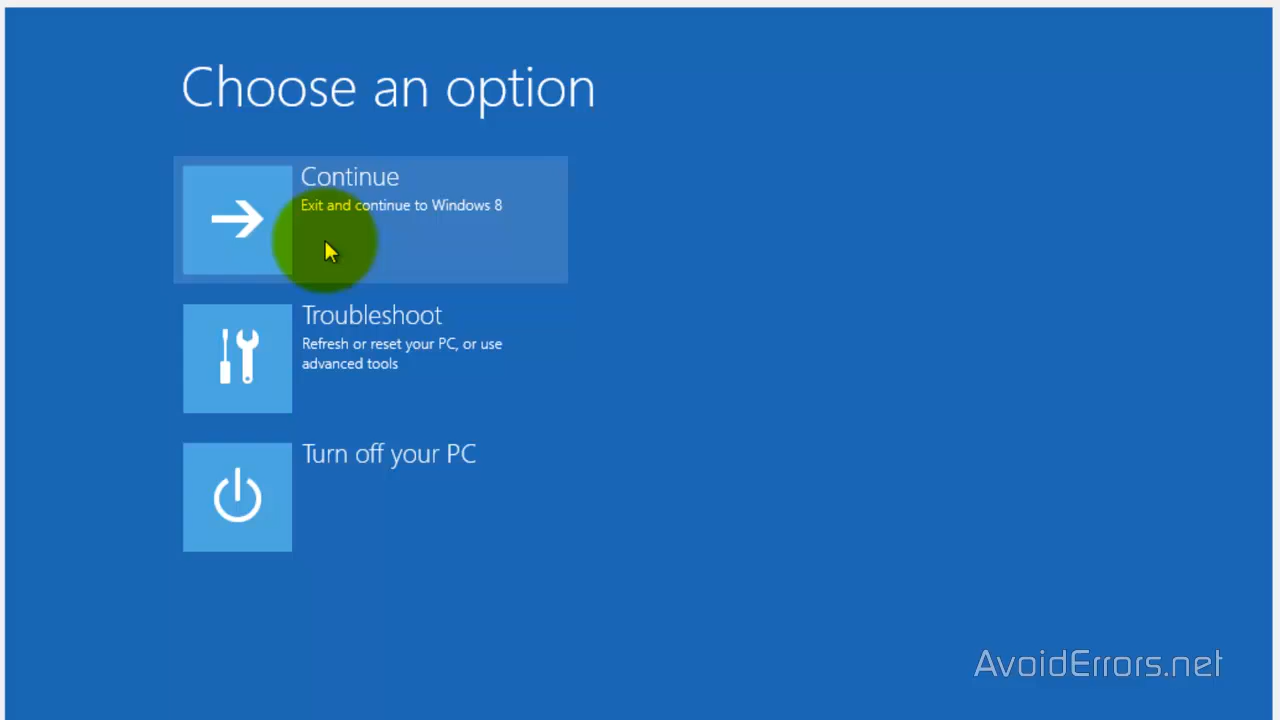 Choose an option
Continue
Exit and continue to Windows 8
Troubleshoot
Refresh or reset your PC, or use
advanced tools
Turn off your PC
AvoidErrors.net